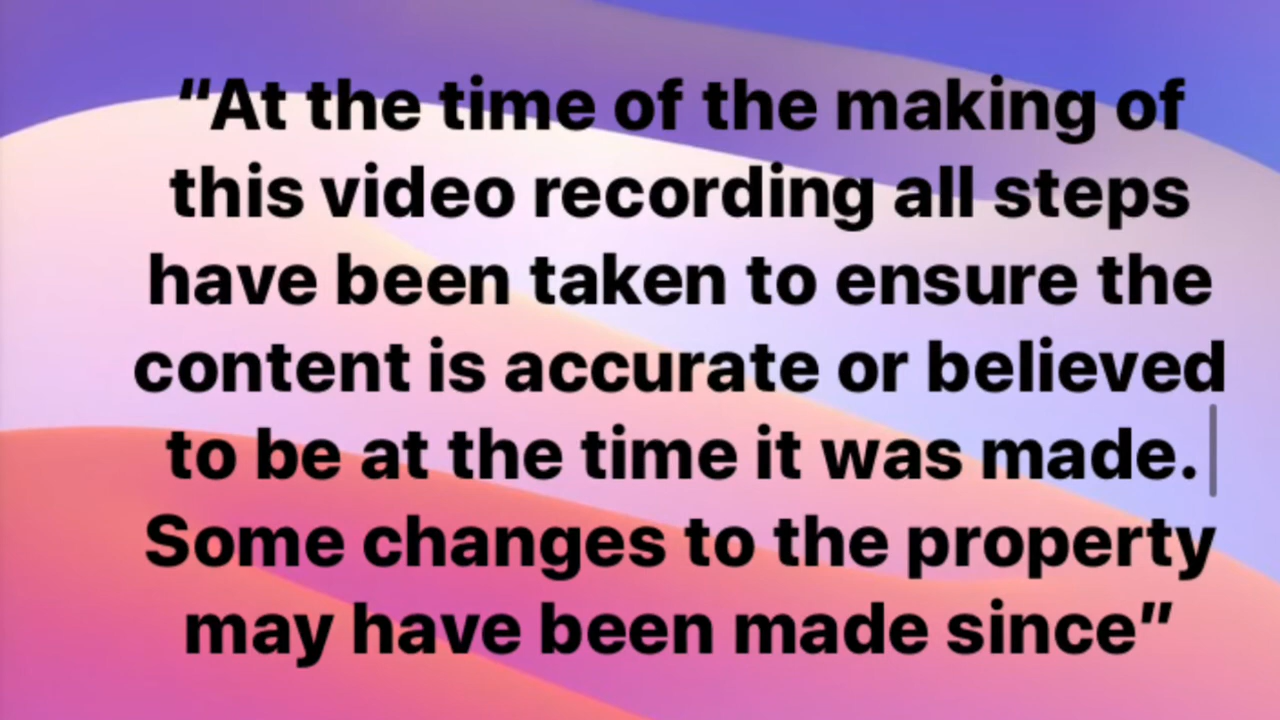 “At the time of the making of
this video recording all steps
have been taken to ensure the
content is accurate or believed
to be at the time it was made.
Some changes to the property
may have been made since”